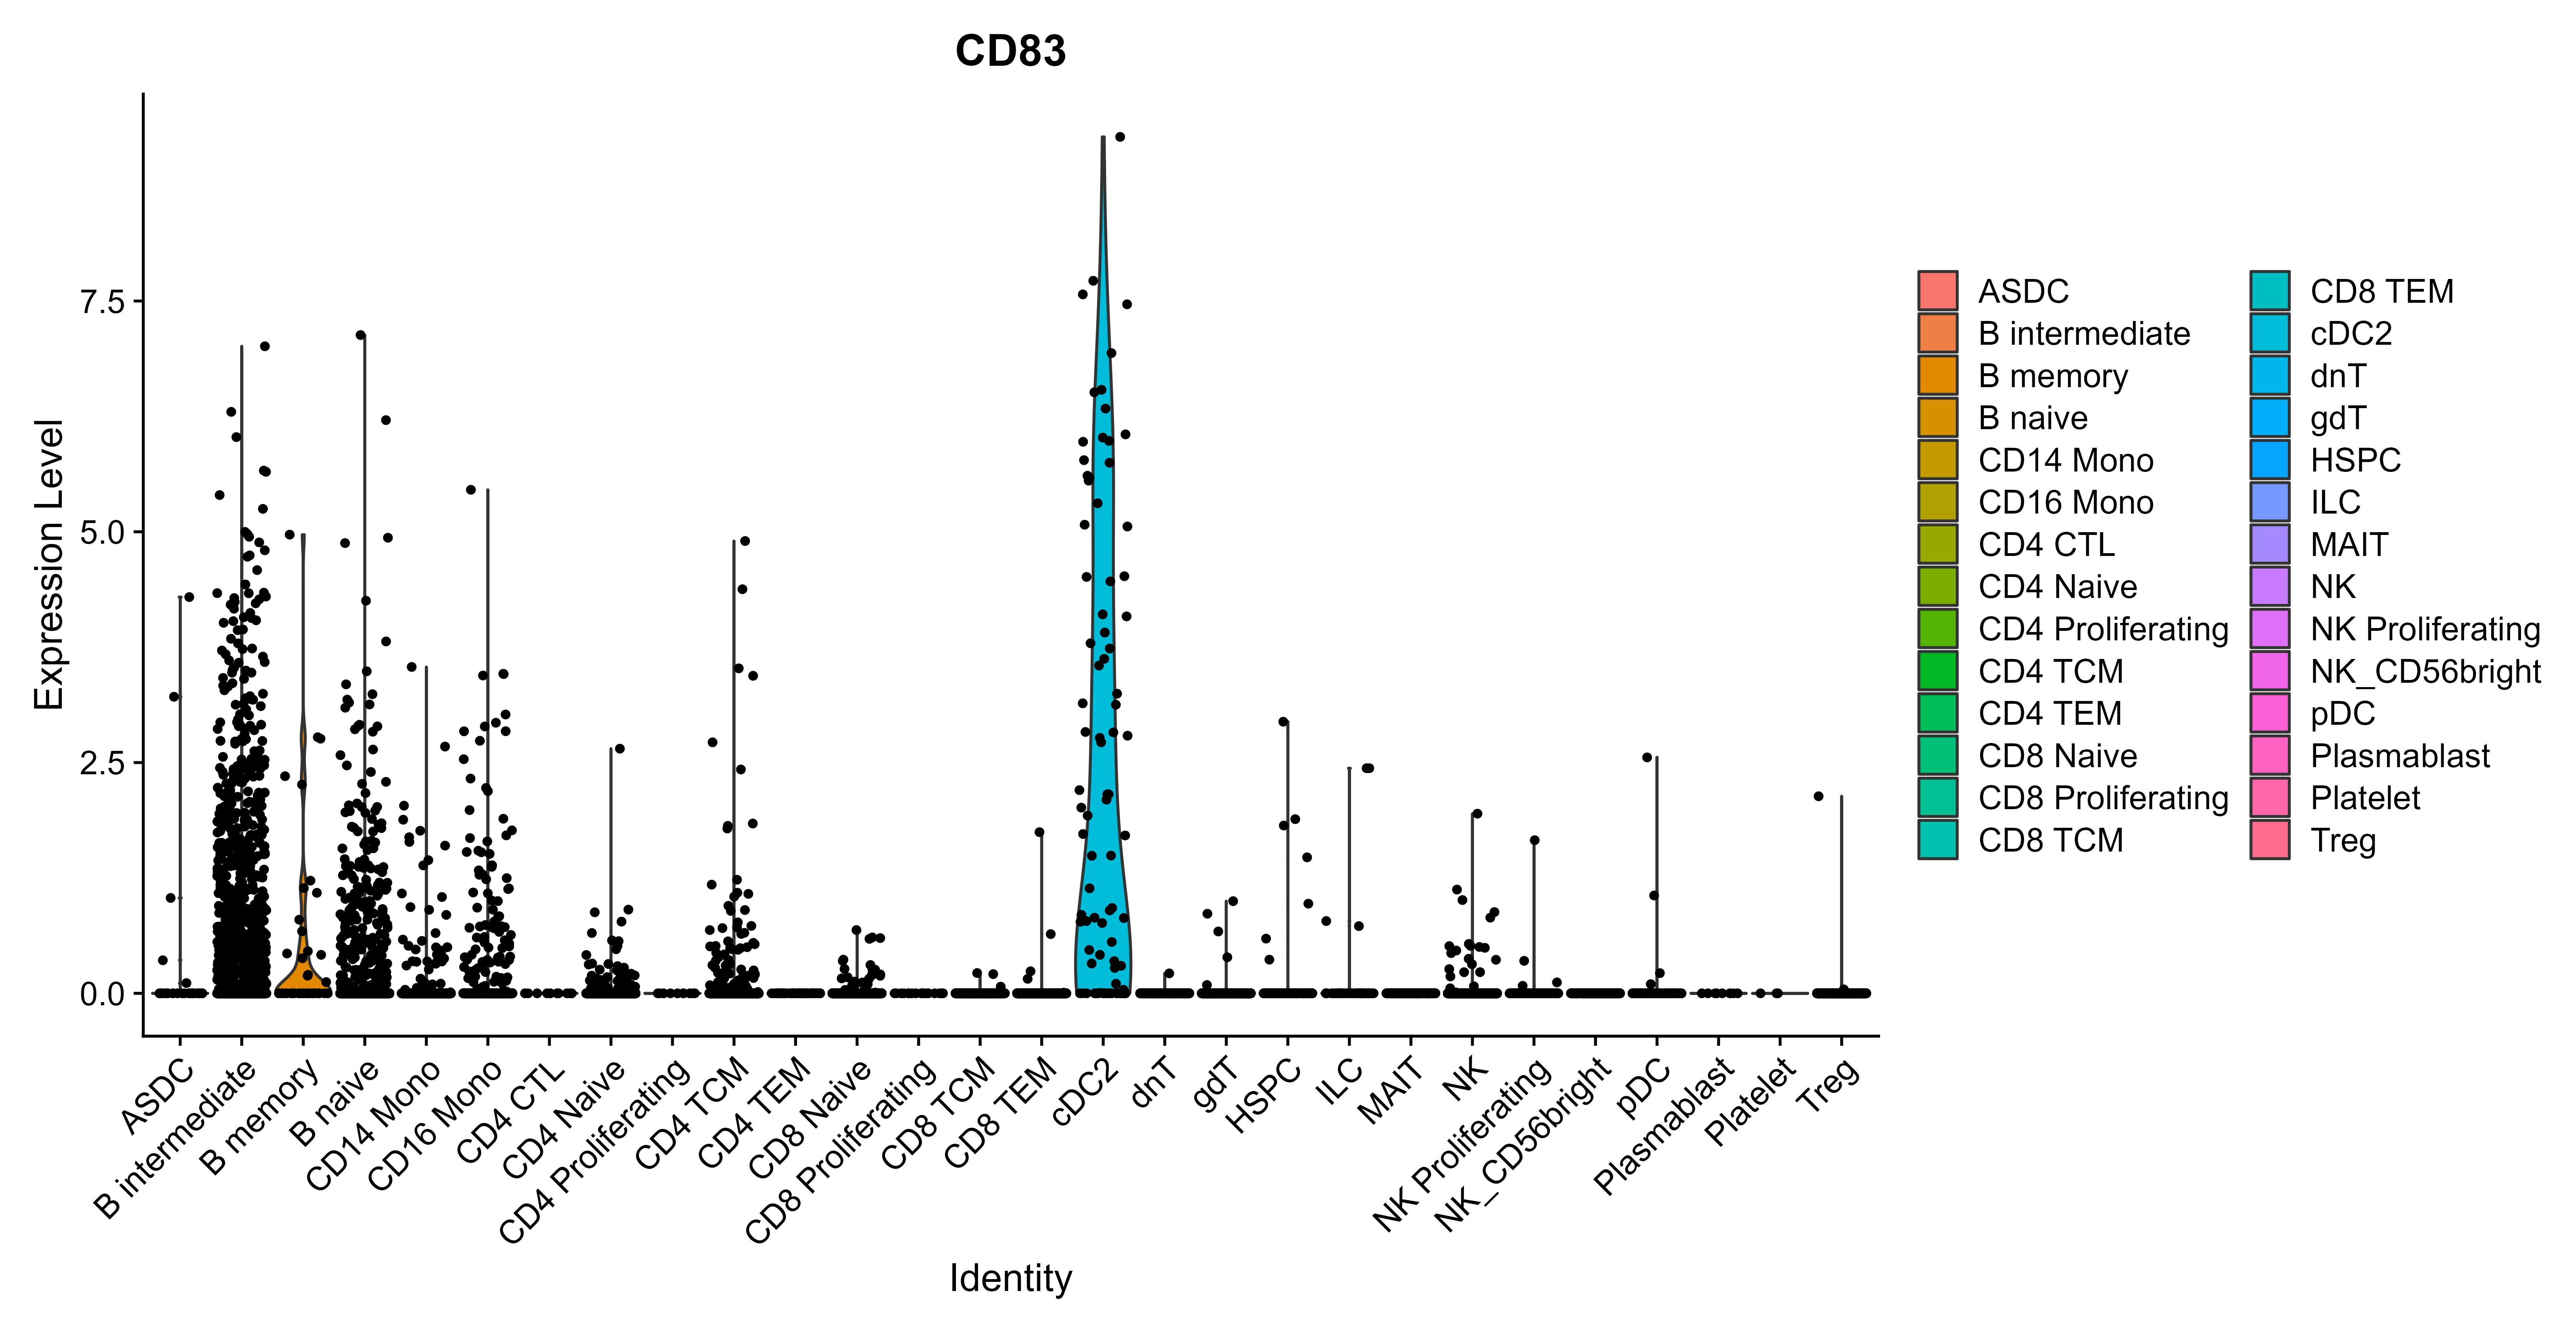 CD83
Expression Level
7.5
5.0
2.5
0.0
ASDC
B intermediate
B memory
B naive
CD14 Mono
CD16 Mono
CD4 CTL
CD4 Naive
CD4 Proliferating
CD4 TCM
CD4 TEM
CD8 Naive
CD8 Proliferating
CD8 TCM
CD8 TEM
cDC2
dnT
gdT
HSPC
ILC
MAIT
NK
NK Proliferating
NK_CD56bright
pDC
Plasmablast
Platelet
Treg
Identity
ASDC
B intermediate
B memory
B naive
CD14 Mono
CD16 Mono
CD4 CTL
CD4 Naive
CD4 Proliferating
CD4 TCM
CD4 TEM
CD8 Naive
CD8 Proliferating
CD8 TCM
CD8 TEM
cDC2
dnT
gdT
HSPC
ILC
MAIT
NK
NK Proliferating
NK_CD56bright
pDC
Plasmablast
Platelet
Treg